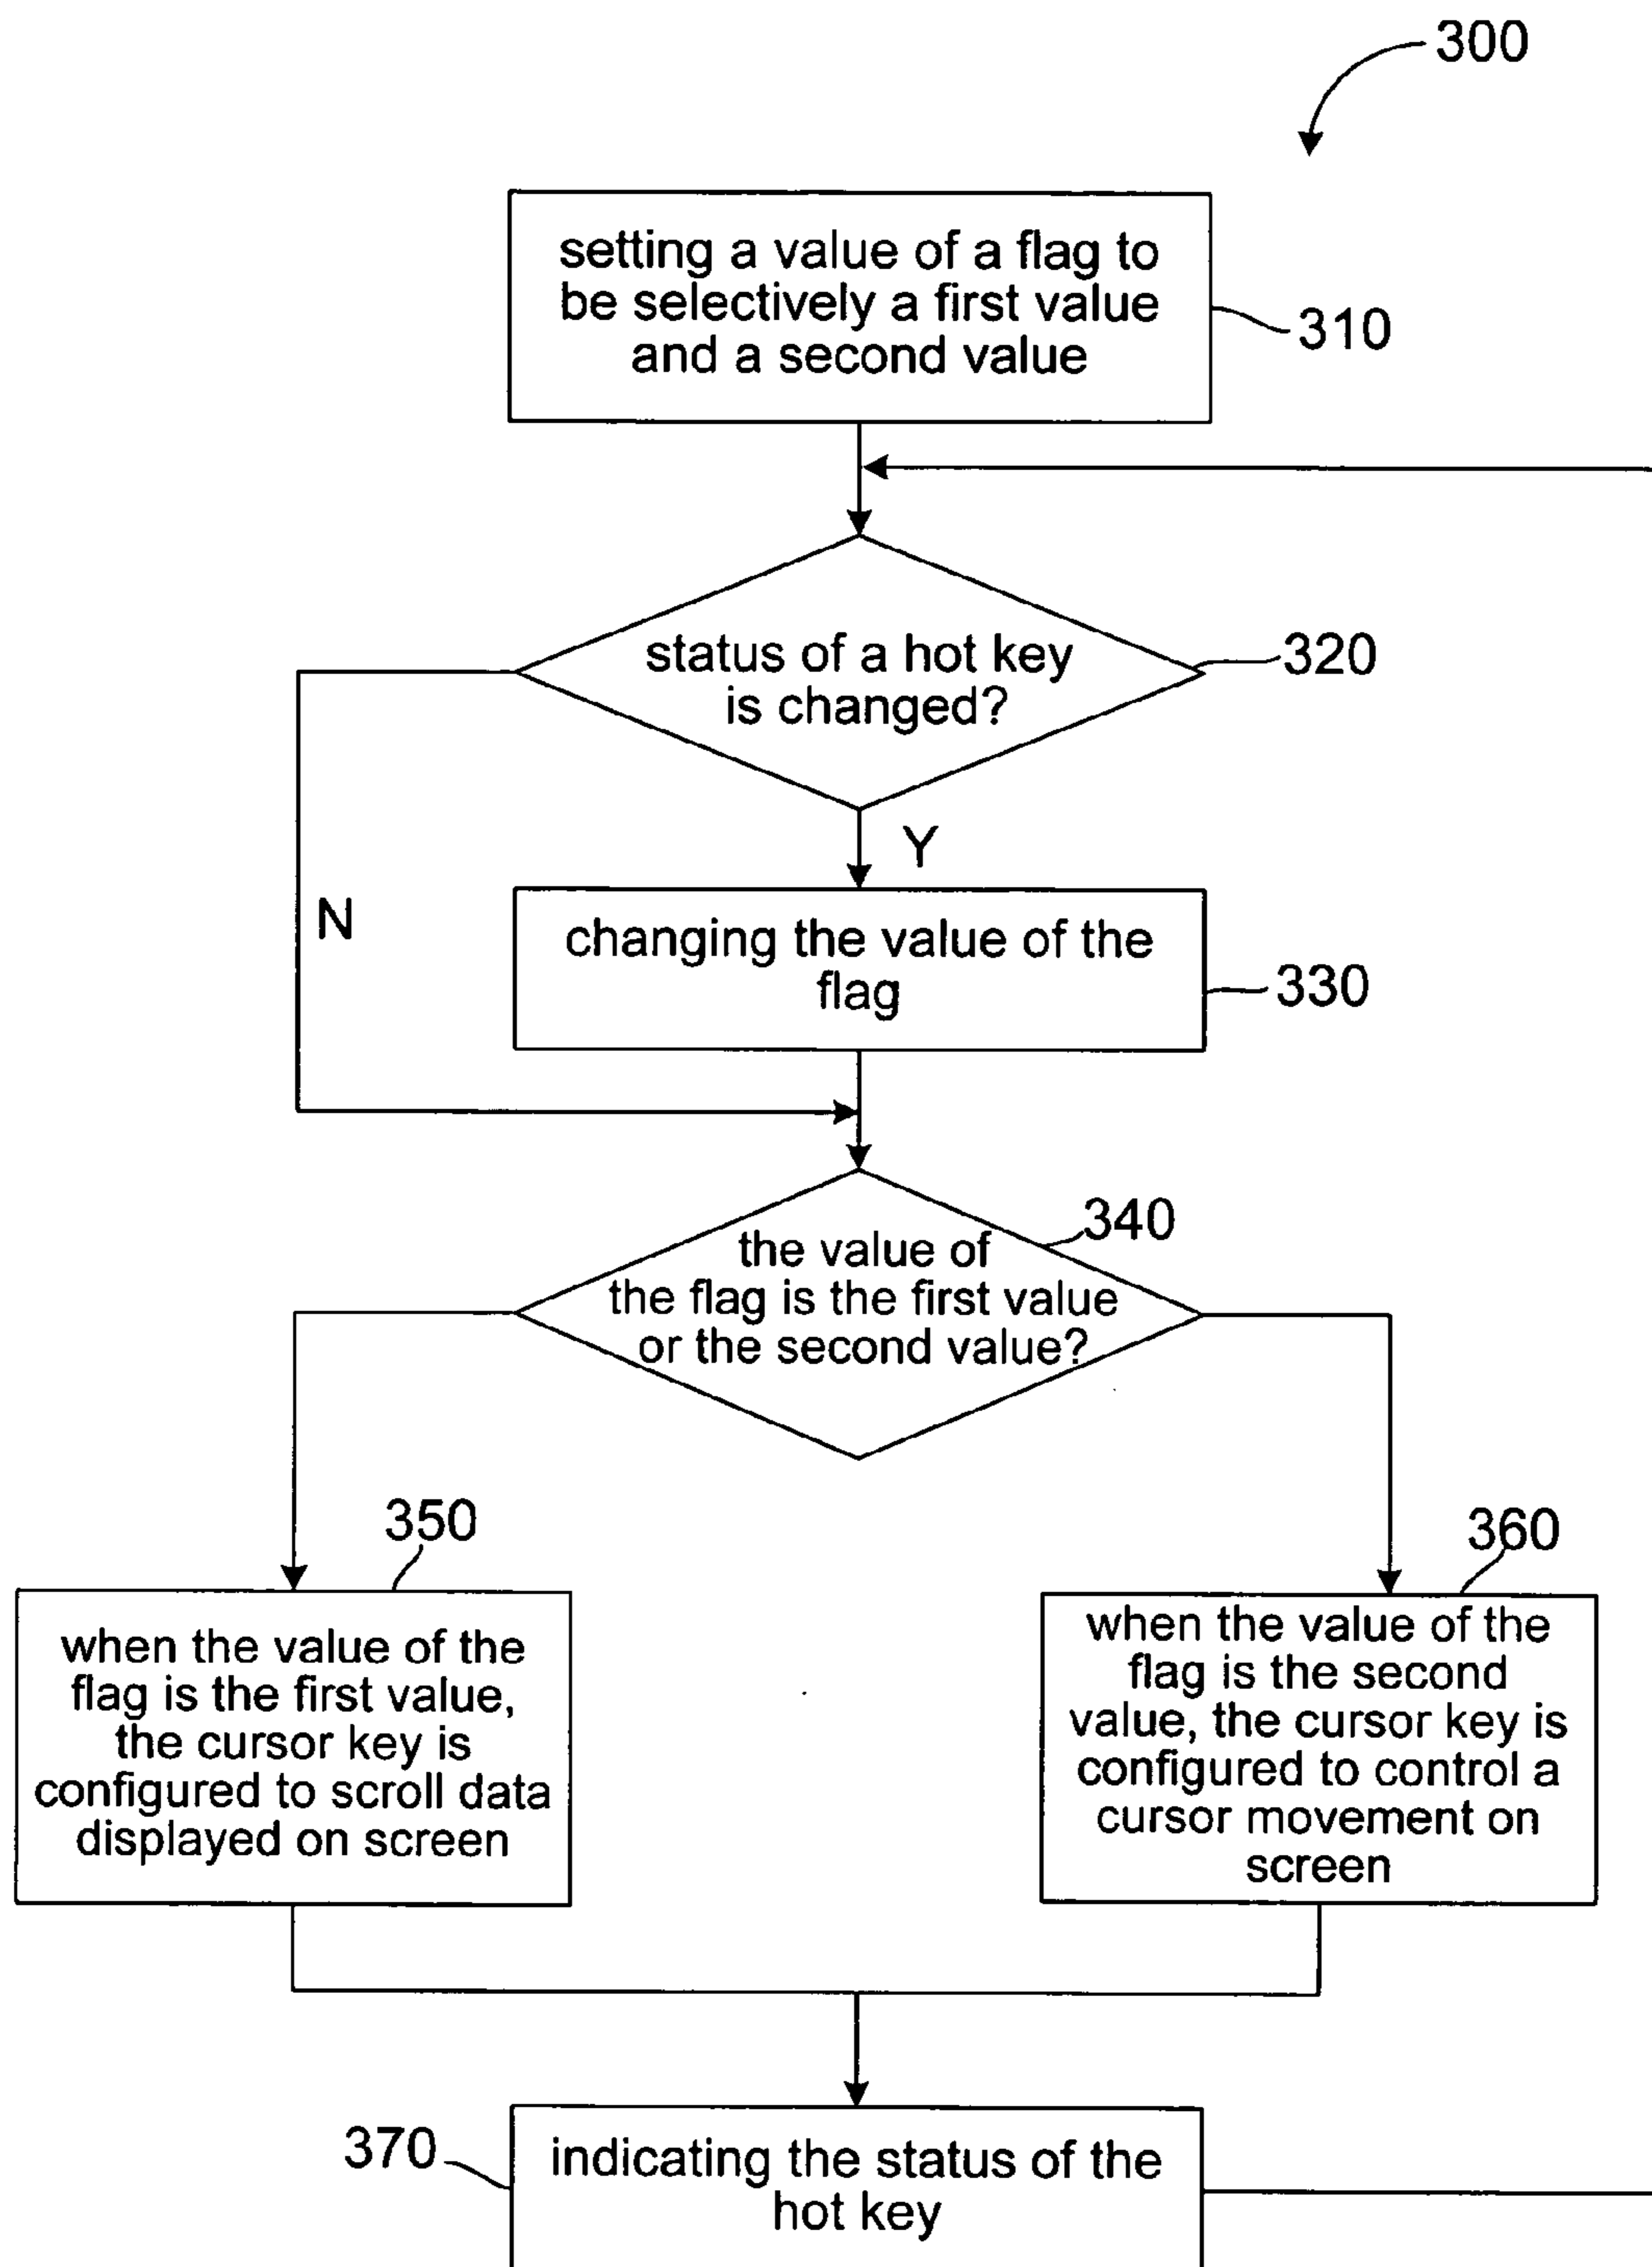 300
setting a value of a flag to
be selectively a first value
and a second value
310
status of a hot key
is changed?
320
Y
N
changing the value of the
flag
330
340
the value of
the flag is the first value
or the second value?
350
when the value of the
flag is the first value,
the cursor key is
configured to scroll data
displayed on screen
360
when the value of the
flag is the second
value, the cursor key is
configured to control a
cursor movement on
screen
370
indicating the status of the
hot key